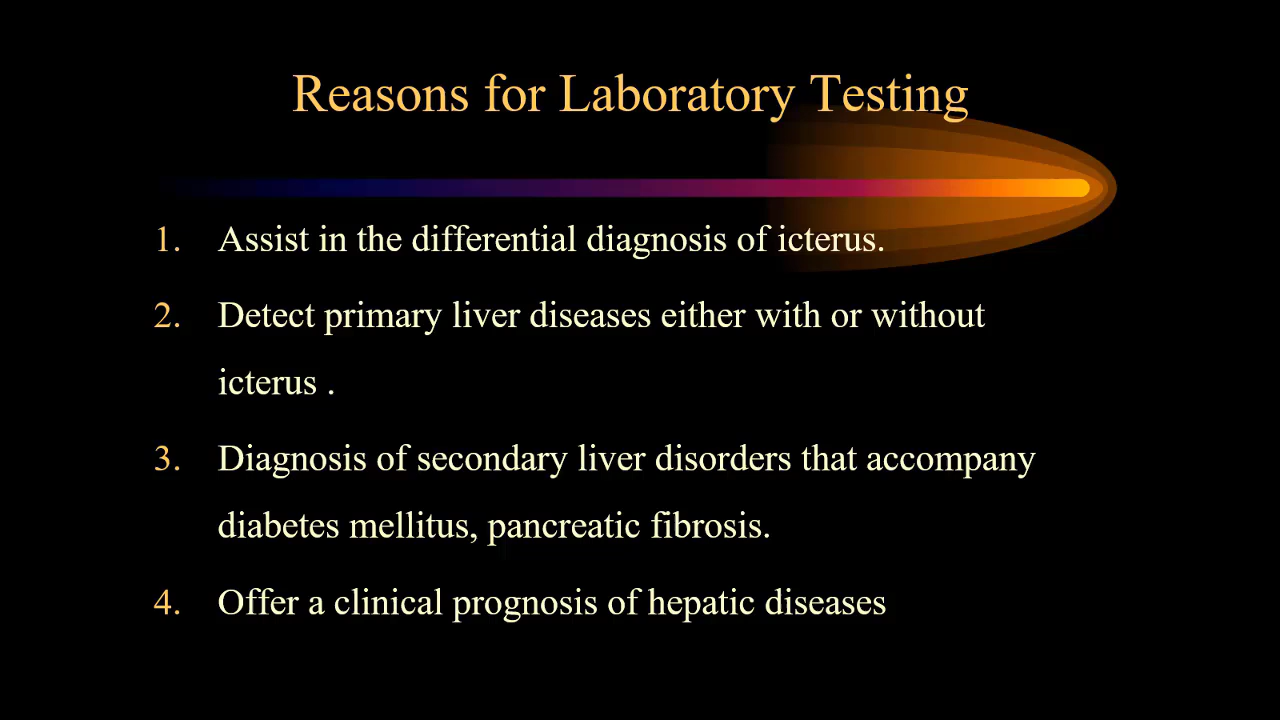 Reasons for Laboratory Testing
1. Assist in the differential diagnosis of icterus.
2. Detect primary liver diseases either with or without
icterus .
3. Diagnosis of secondary liver disorders that accompany
diabetes mellitus, pancreatic fibrosis.
4. Offer a clinical prognosis of hepatic diseases